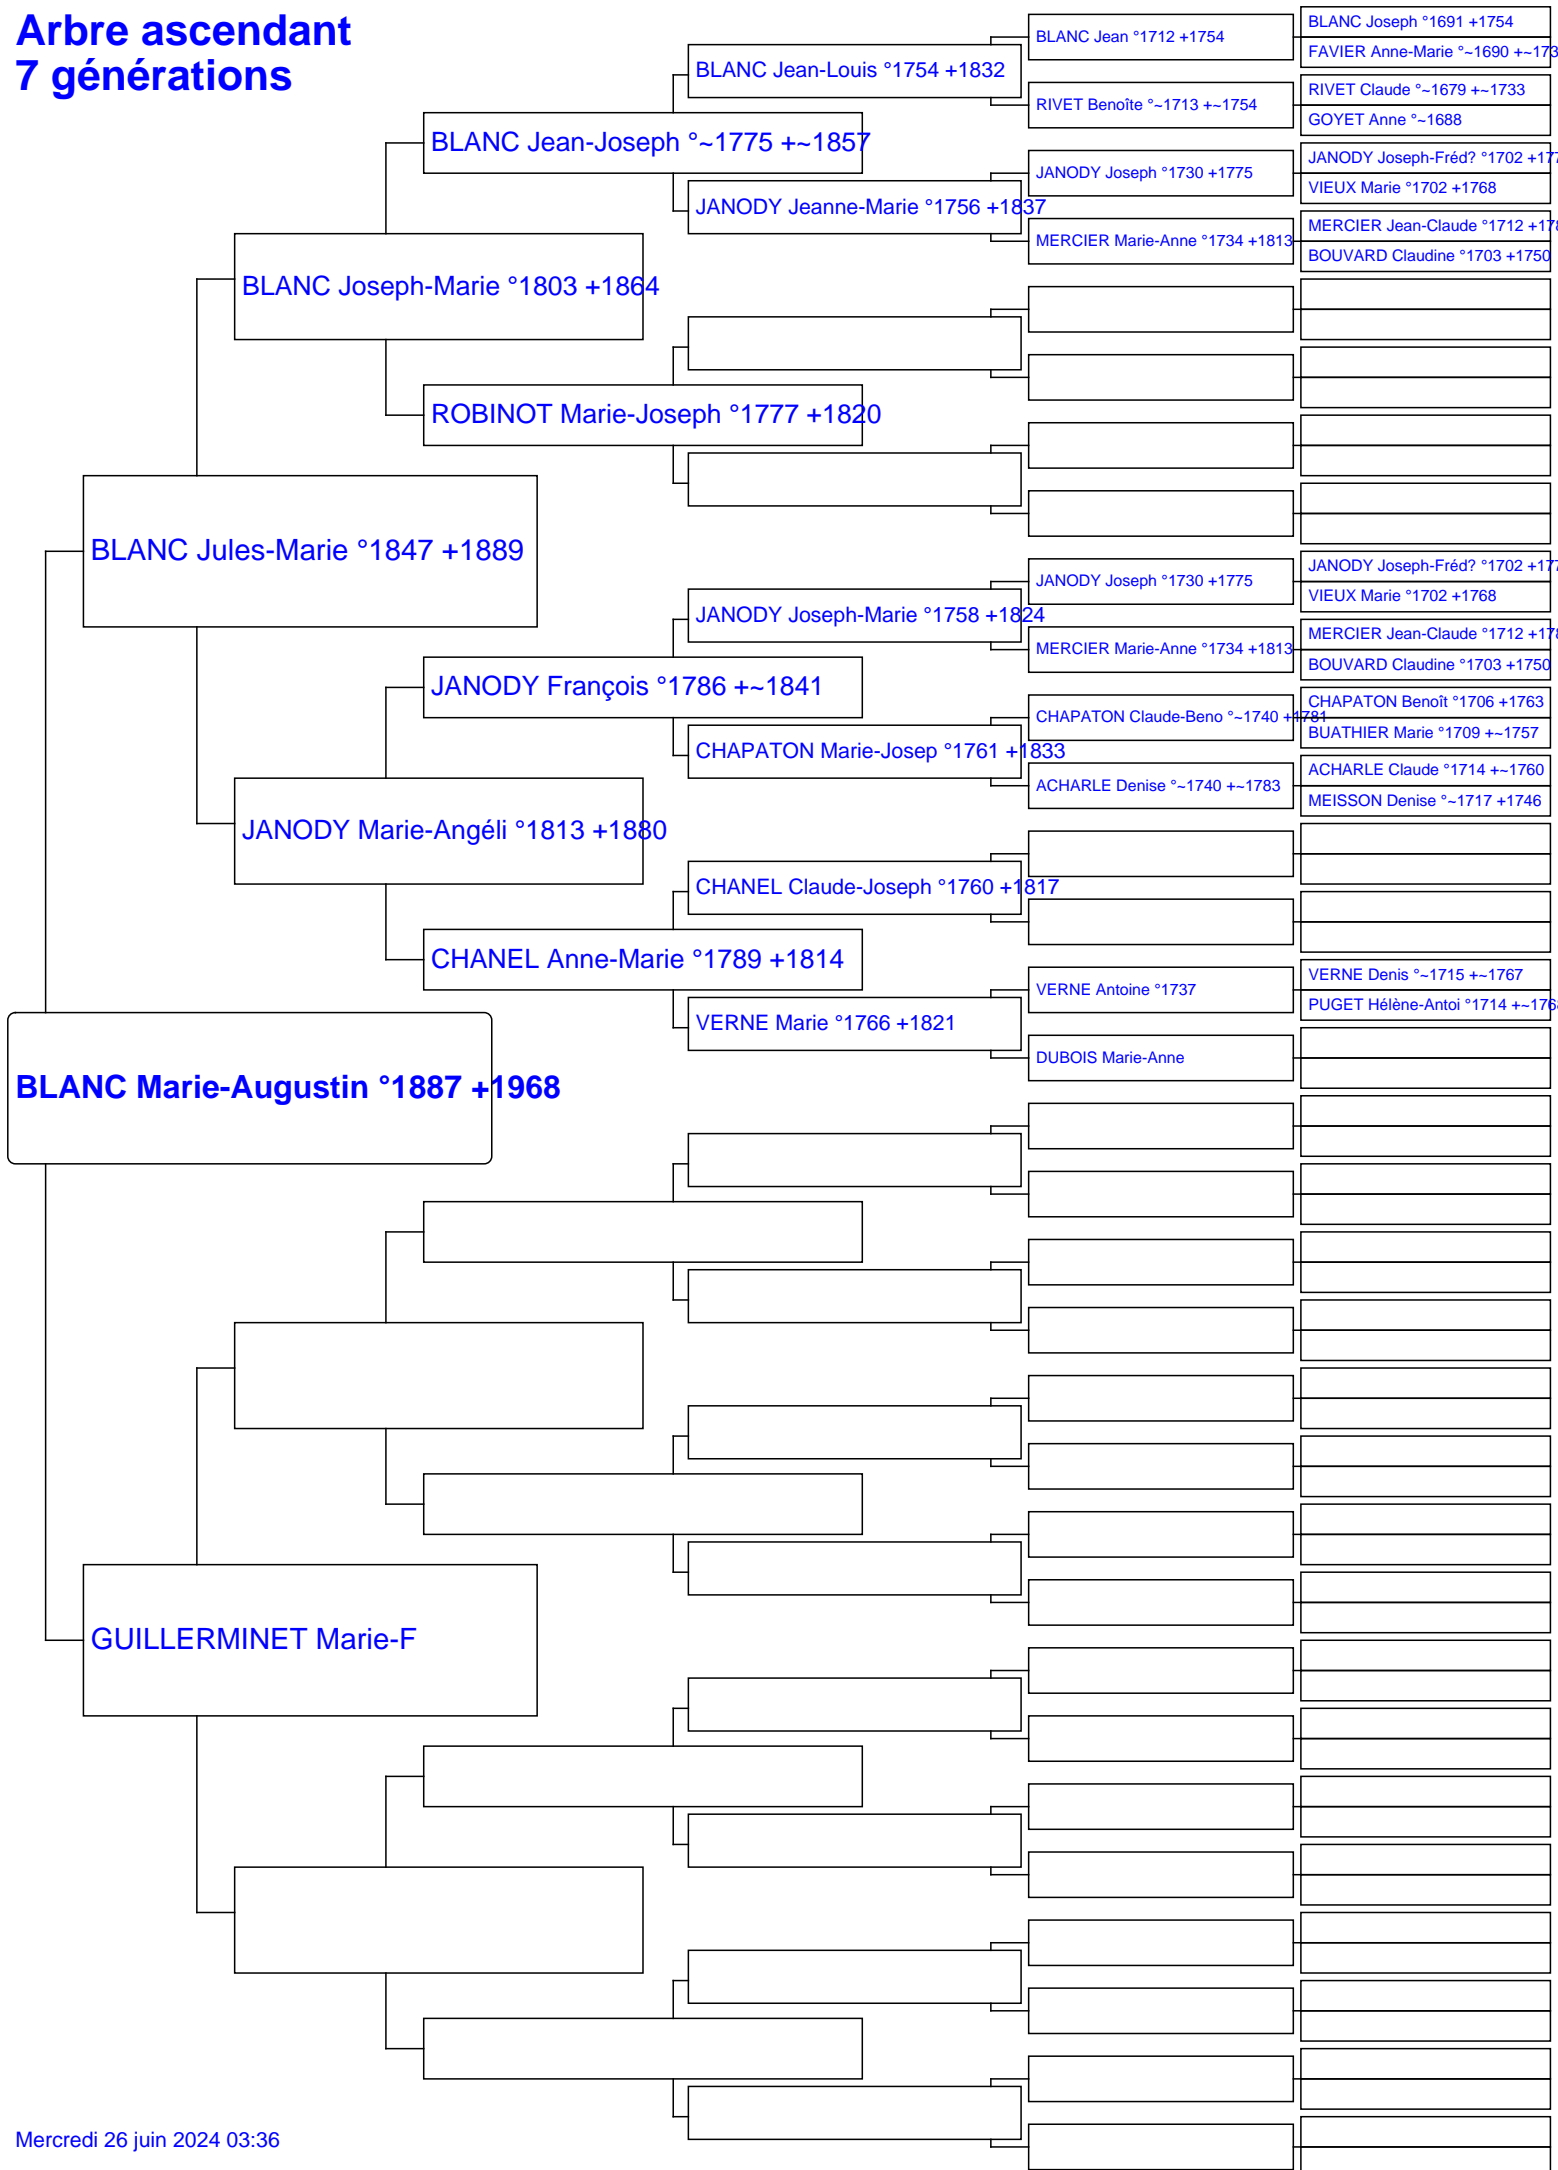 Arbre ascendant
7 générations
BLANC Marie-Augustin °1887 +1968
BLANC Jules-Marie °1847 +1889
GUILLERMINET Marie-F
BLANC Joseph-Marie °1803 +1864
JANODY Marie-Angéli °1813 +1880
BLANC Jean-Joseph °~1775 +~1857
ROBINOT Marie-Joseph °1777 +1820
JANODY François °1786 +~1841
CHANEL Anne-Marie °1789 +1814
BLANC Jean-Louis °1754 +1832
JANODY Jeanne-Marie °1756 +1837
JANODY Joseph-Marie °1758 +1824
CHAPATON Marie-Josep °1761 +1833
CHANEL Claude-Joseph °1760 +1817
VERNE Marie °1766 +1821
BLANC Jean °1712 +1754
RIVET Benoîte °~1713 +~1754
JANODY Joseph °1730 +1775
MERCIER Marie-Anne °1734 +1813
JANODY Joseph °1730 +1775
MERCIER Marie-Anne °1734 +1813
CHAPATON Claude-Beno °~1740 +1781
ACHARLE Denise °~1740 +~1783
VERNE Antoine °1737
DUBOIS Marie-Anne
BLANC Joseph °1691 +1754
FAVIER Anne-Marie °~1690 +~173
RIVET Claude °~1679 +~1733
GOYET Anne °~1688
JANODY Joseph-Fréd? °1702 +177
VIEUX Marie °1702 +1768
MERCIER Jean-Claude °1712 +178
BOUVARD Claudine °1703 +1750
JANODY Joseph-Fréd? °1702 +177
VIEUX Marie °1702 +1768
MERCIER Jean-Claude °1712 +178
BOUVARD Claudine °1703 +1750
CHAPATON Benoît °1706 +1763
BUATHIER Marie °1709 +~1757
ACHARLE Claude °1714 +~1760
MEISSON Denise °~1717 +1746
VERNE Denis °~1715 +~1767
PUGET Hélène-Antoi °1714 +~1768
Mercredi 26 juin 2024 03:36